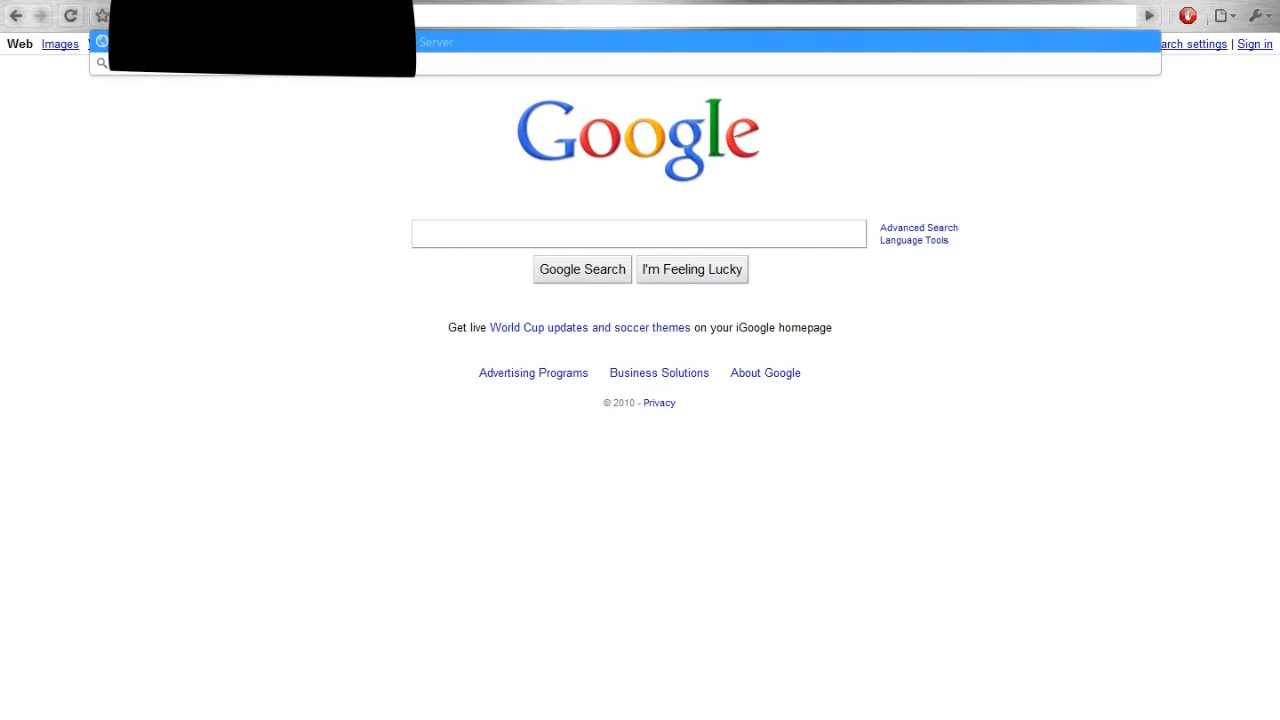 Server
Web Images arch settings | Sign in
Google
Advanced Search
Language Tools
Google Search I'm Feeling Lucky
Get live World Cup updates and soccer themes on your iGoogle homepage
Advertising Programs Business Solutions About Google
© 2010 - Privacy